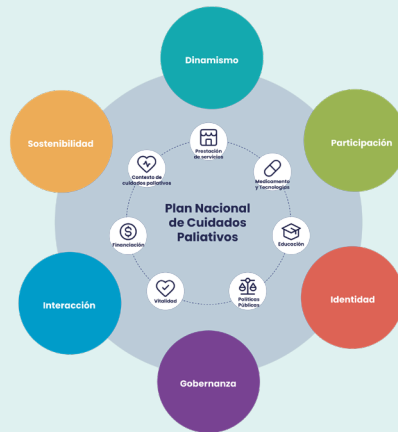 Dinamismo
Sostenibilidad
Participación
Prestación
de servicios
Contexto de
cuidados paliativos
Medicamento
y Tecnologías
Plan Nacional
de Cuidados
Paliativos
Financiación
Educación
Vitalidad
Políticas
Públicas
Interacción
Identidad
Gobernanza